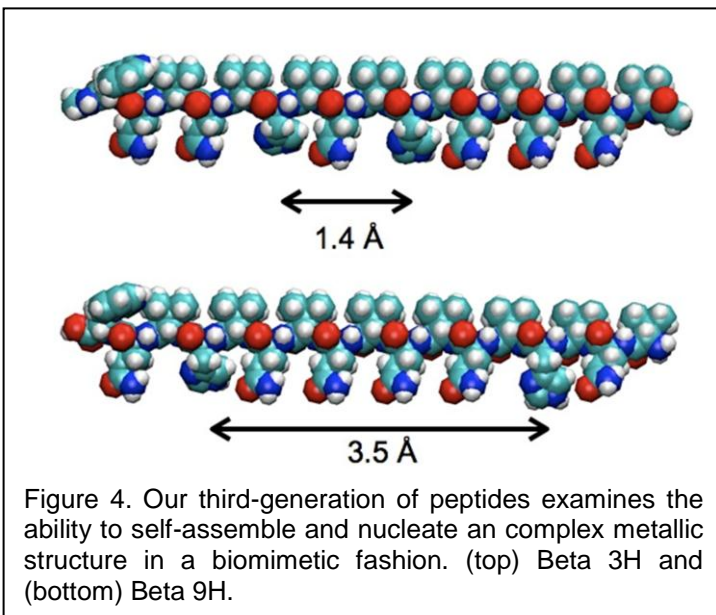 1.4 Å
3.5 Å
Figure 4. Our third-generation of peptides examines the
ability to self-assemble and nucleate an complex metallic
structure in a biomimetic fashion. (top) Beta 3H and
(bottom) Beta 9H.